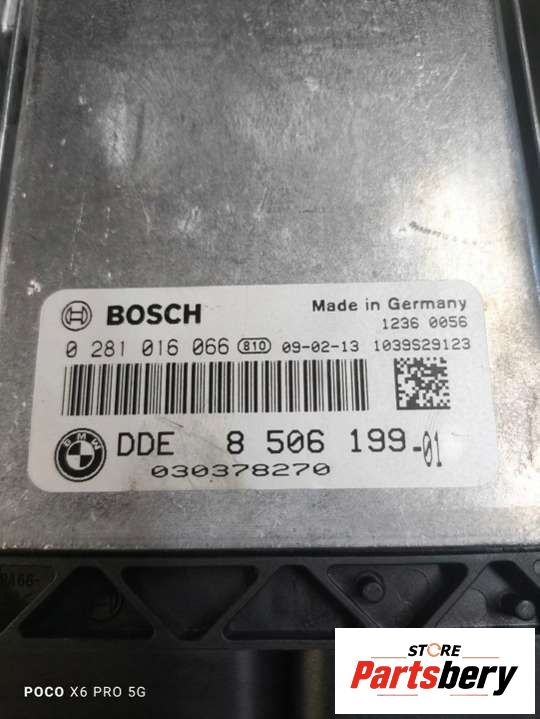 BOSCH Made in Germany
1236 0056
0 281 016 066 810 09-02-13 1039S29123
BMW DDE 8 506 199-01
030378270
POCO X6 PRO 5G
STORE
Partsbery